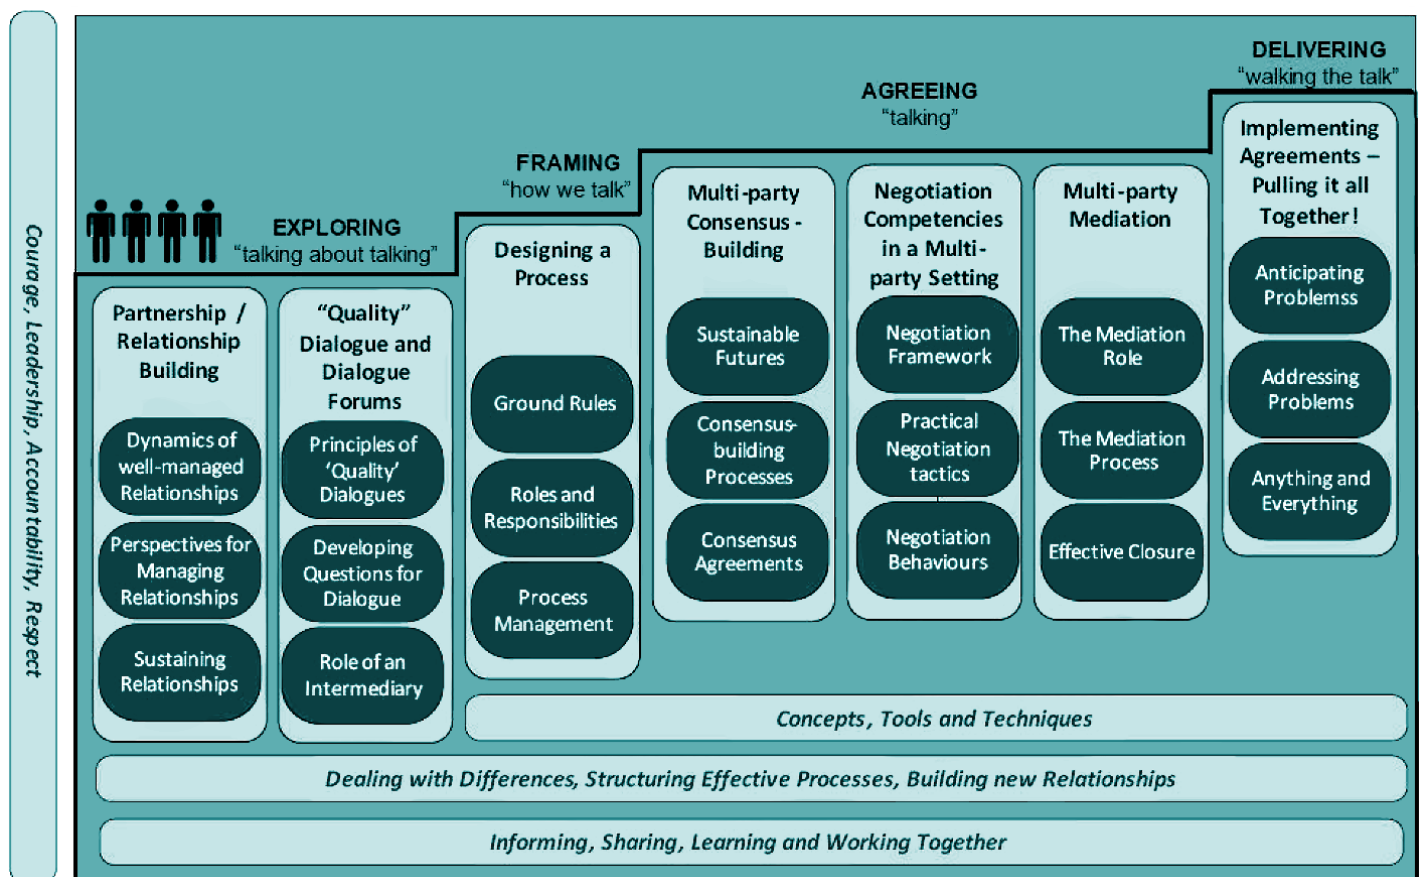 Courage, Leadership, Accountability, Respect
EXPLORING
“talking about talking”
Partnership /
Relationship
Building
Dynamics of
well-managed
Relationships
Perspectives for
Managing
Relationships
Sustaining
Relationships
“Quality”
Dialogue and
Dialogue
Forums
Principles of
‘Quality’
Dialogues
Developing
Questions for
Dialogue
Role of an
Intermediary
FRAMING
“how we talk”
Designing a
Process
Ground Rules
Roles and
Responsibilities
Process
Management
AGREEING
“talking”
Multi-party
Consensus -
Building
Sustainable
Futures
Consensus-
building
Processes
Consensus
Agreements
Negotiation
Competencies
in a Multi-
party Setting
Negotiation
Framework
Practical
Negotiation
tactics
Negotiation
Behaviours
Multi-party
Mediation
The Mediation
Role
The Mediation
Process
Effective Closure
DELIVERING
“walking the talk”
Implementing
Agreements –
Pulling it all
Together!
Anticipating
Problemss
Addressing
Problems
Anything and
Everything
Concepts, Tools and Techniques
Dealing with Differences, Structuring Effective Processes, Building new Relationships
Informing, Sharing, Learning and Working Together